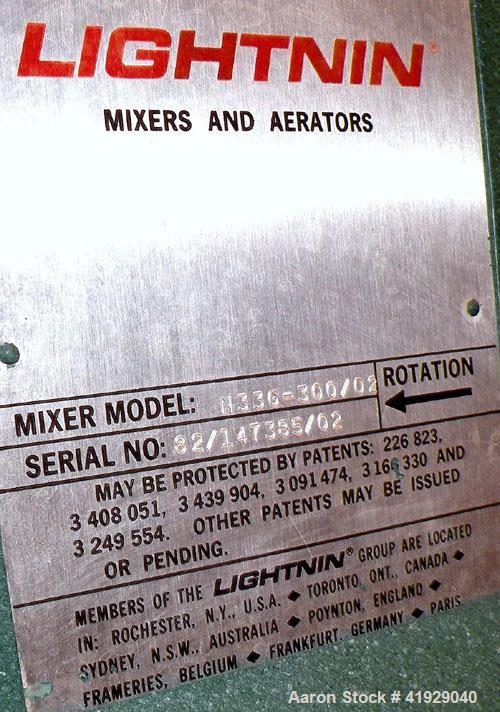 LIGHTNIN®
MIXERS AND AERATORS
MIXER MODEL: N33G-300/02
ROTATION
SERIAL NO: 82/147385/02
MAY BE PROTECTED BY PATENTS: 226 823,
3 408 051, 3 439 904, 3 091 474, 3 166 330 AND
3 249 554. OTHER PATENTS MAY BE ISSUED
OR PENDING.
MEMBERS OF THE LIGHTNIN® GROUP ARE LOCATED
IN: ROCHESTER, N.Y., U.S.A. ◆ TORONTO, ONT., CANADA ◆
SYDNEY, N.S.W., AUSTRALIA ◆ POYNTON, ENGLAND ◆
FRAMERIES, BELGIUM ◆ FRANKFURT, GERMANY ◆ PARIS
Aaron Stock # 41929040